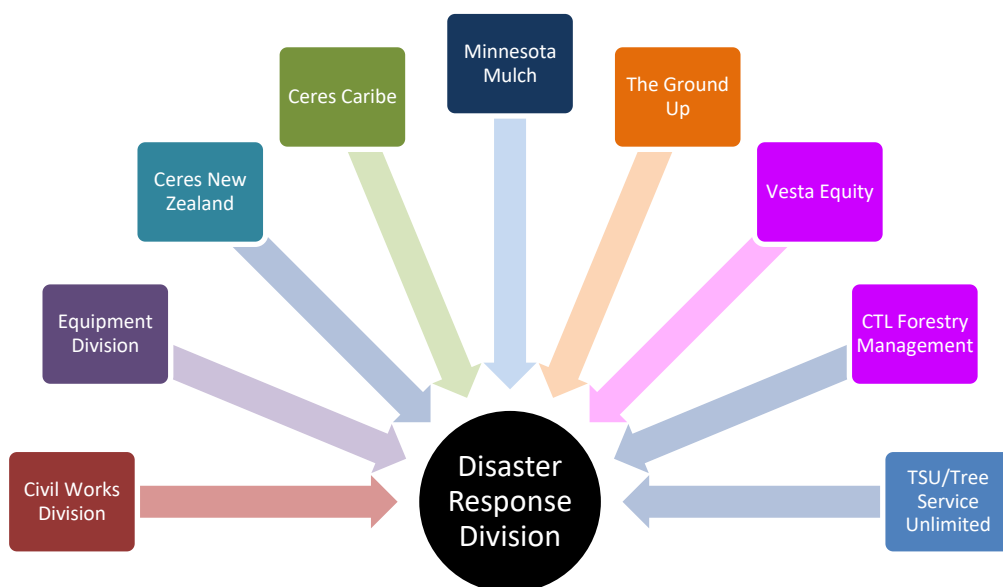 Minnesota
Mulch
Ceres Caribe
The Ground
Up
Ceres New
Zealand
Vesta Equity
Equipment
Division
CTL Forestry
Management
Civil Works
Division
Disaster
Response
Division
TSU/Tree
Service
Unlimited